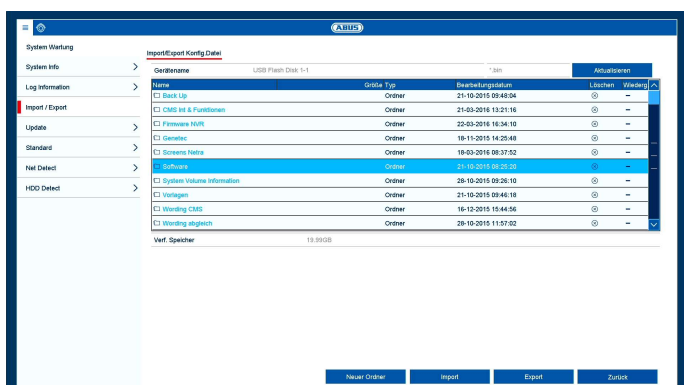 ABUS
System Wartung
System Info
Log Information
Import / Export
Update
Standard
Net Detect
HDD Detect
Import/Export Konfig.Datei
Gerätename USB Flash Disk 1-1 *.bin Aktualisieren
Name Größe Typ Bearbeitungsdatum Löschen Wiederg
Back Up Ordner 21-10-2015 09:48:04
CMS Int & Funktionen Ordner 21-03-2016 13:21:16
Firmware NVR Ordner 22-03-2016 16:34:10
Genetec Ordner 18-11-2015 14:25:48
Screens Netra Ordner 18-03-2016 08:37:52
Software Ordner 21-10-2015 08:25:20
System Volume Information Ordner 28-10-2015 09:26:10
Vorlagen Ordner 21-10-2015 09:46:18
Wording CMS Ordner 16-12-2015 15:44:56
Wording abgleich Ordner 28-10-2015 11:57:02
Verf. Speicher 19.99GB
Neuer Ordner Import Export Zurück